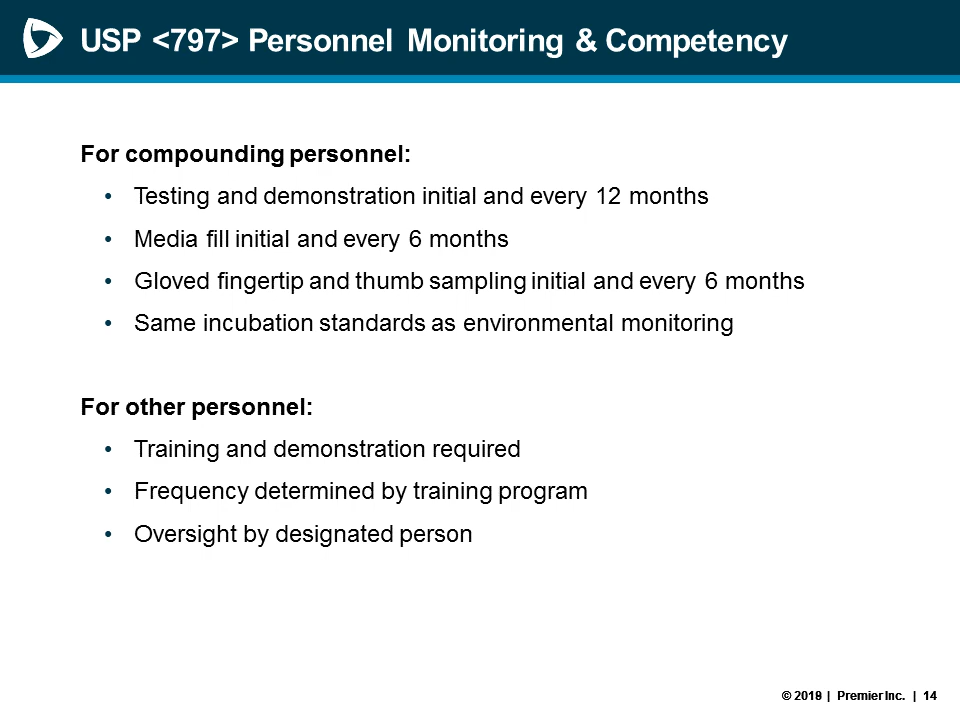 USP <797> Personnel Monitoring & Competency
For compounding personnel:
• Testing and demonstration initial and every 12 months
• Media fill initial and every 6 months
• Gloved fingertip and thumb sampling initial and every 6 months
• Same incubation standards as environmental monitoring
For other personnel:
• Training and demonstration required
• Frequency determined by training program
• Oversight by designated person
© | Premier Inc. | 14